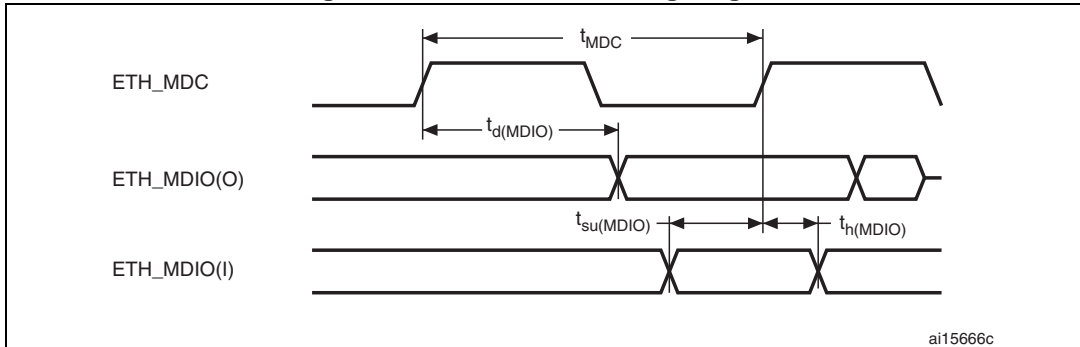 tMDC
ETH_MDC
td(MDIO)
ETH_MDIO(O)
tsu(MDIO)
th(MDIO)
ETH_MDIO(I)
ai15666c